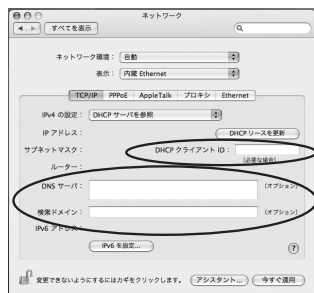 ネットワーク
すべてを表示
ネットワーク環境： 自動
表示： 内蔵 Ethernet
TCP/IP PPPoE AppleTalk プロキシ Ethernet
IPv4 の設定： DHCP サーバを参照
IP アドレス： DHCP リースを更新
サブネットマスク： DHCP クライアント ID：
(必要な場合)
ルーター：
DNS サーバ： (オプション)
検索ドメイン： (オプション)
IPv6 アドレス：
IPv6 を設定...
?
変更できないようにするにはカギをクリックします。 アシスタント... 今すぐ適用